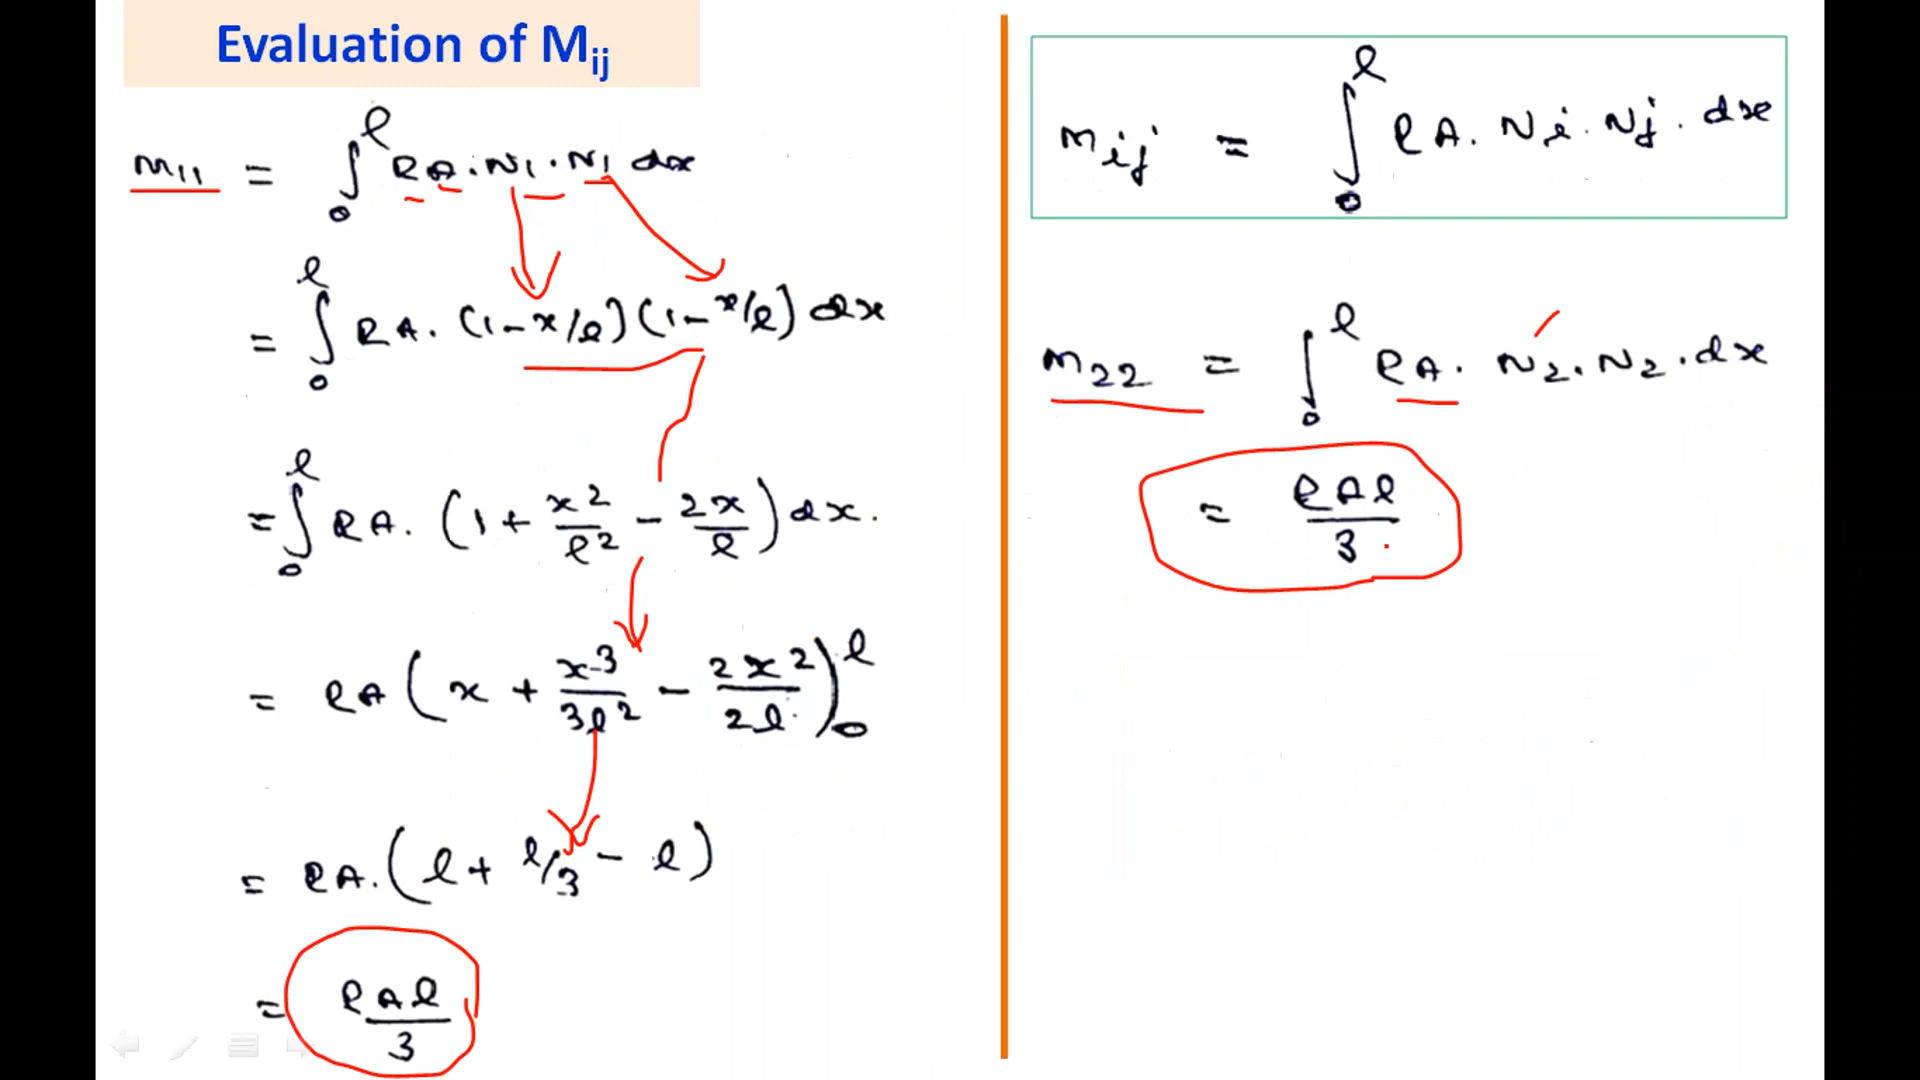 Evaluation of Mij
M11 = ∫₀ˡ ρA. N1 . N1 dx
= ∫₀ˡ ρA. (1-x/l)(1-x/l) dx
= ∫₀ˡ ρA. (1 + x²/l² - 2x/l) dx.
= ρA (x + x³/3l² - 2x²/2l)₀ˡ
= ρA. (l + l/3 - l)
= ρAl/3
Mij = ∫₀ˡ ρA. Ni. Nj. dx
M22 = ∫₀ˡ ρA. N2. N2. dx
= ρAl/3